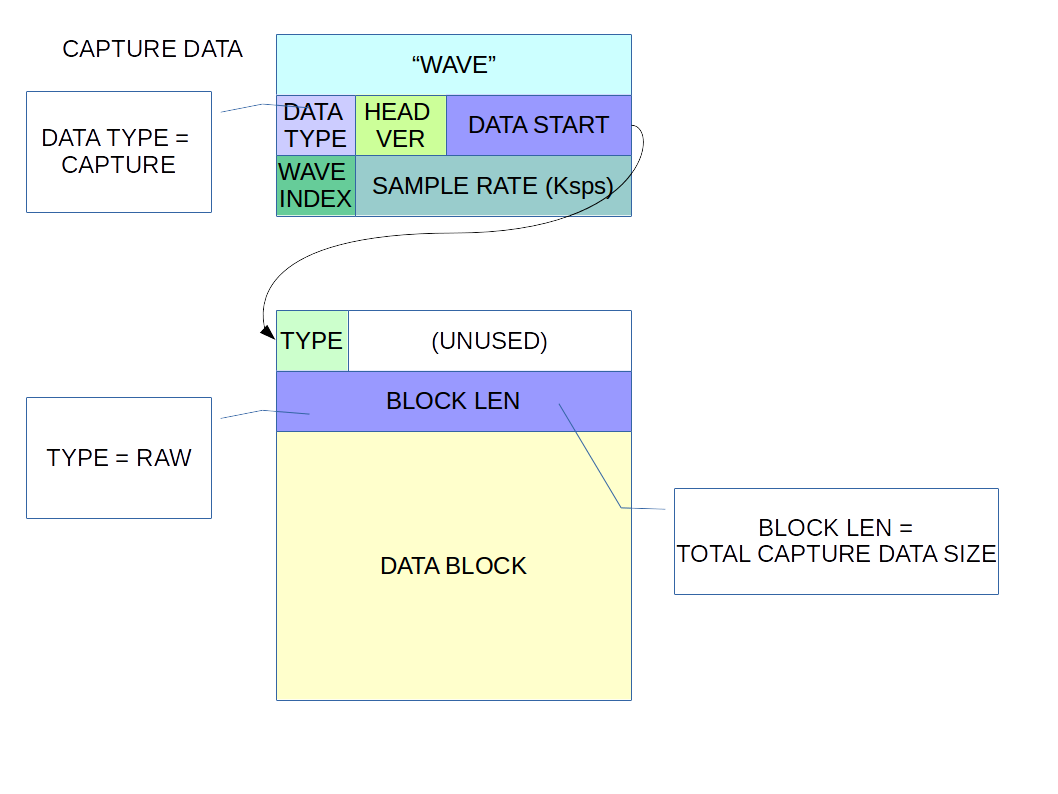 CAPTURE DATA
“WAVE”
DATA TYPE =
CAPTURE
DATA
TYPE
HEAD
VER
DATA START
WAVE
INDEX
SAMPLE RATE (Ksps)
TYPE
(UNUSED)
BLOCK LEN
TYPE = RAW
DATA BLOCK
BLOCK LEN =
TOTAL CAPTURE DATA SIZE